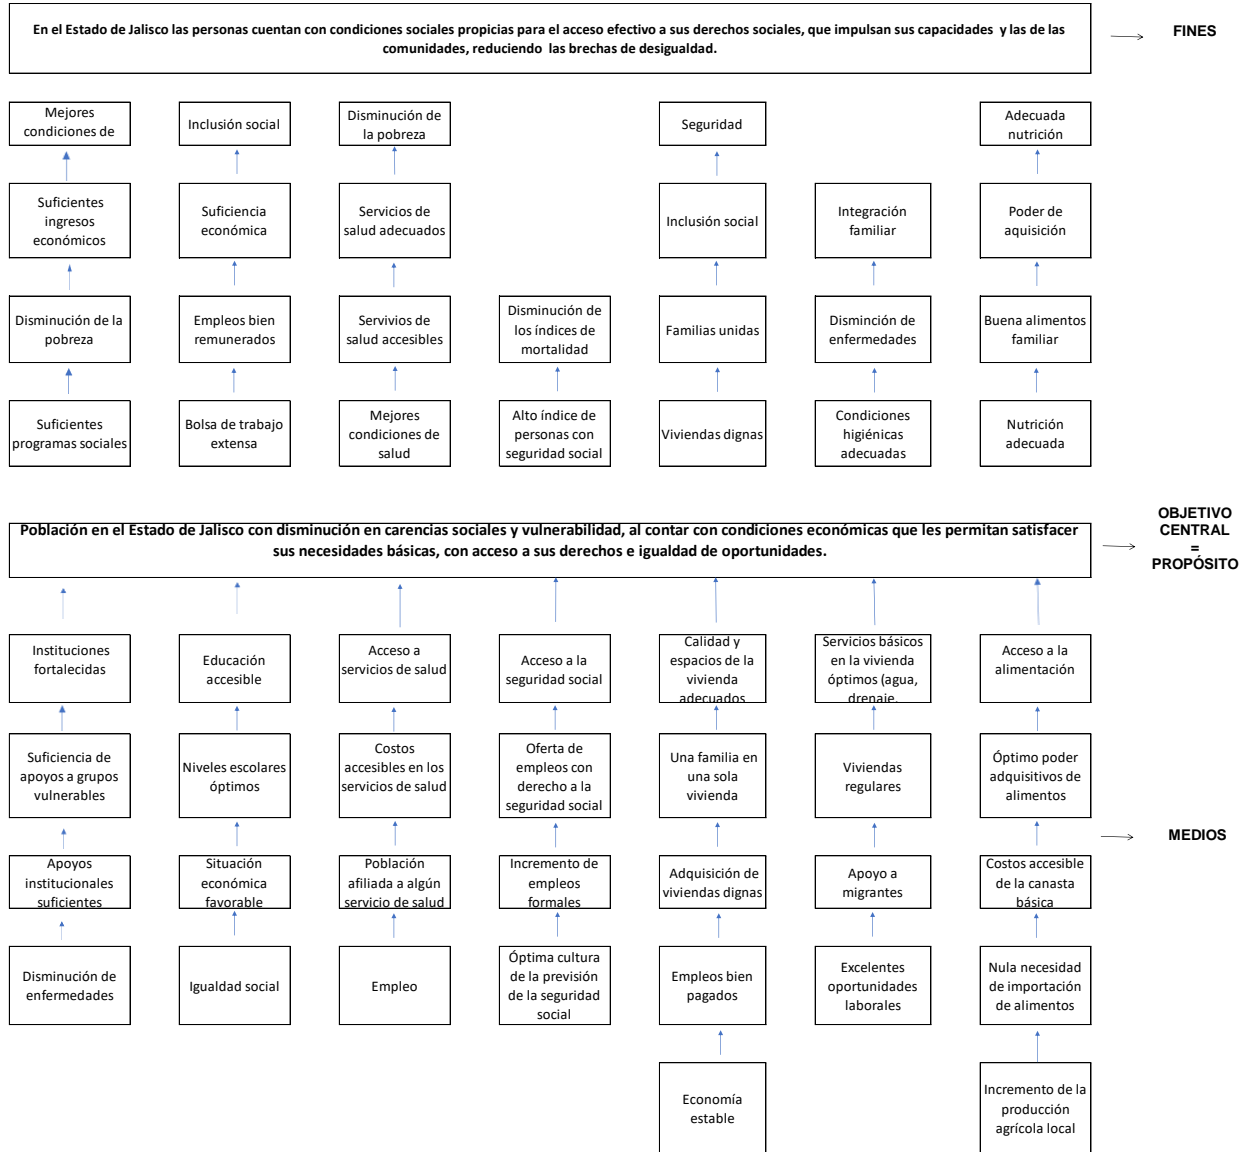 En el Estado de Jalisco las personas cuentan con condiciones sociales propicias para el acceso efectivo a sus derechos sociales, que impulsan sus capacidades y las de las
comunidades, reduciendo las brechas de desigualdad.
FINES
Mejores
condiciones de
Inclusión social
Disminución de
la pobreza
Seguridad
Adecuada
nutrición
Suficientes
ingresos
económicos
Suficiencia
económica
Servicios de
salud adecuados
Inclusión social
Integración
familiar
Poder de
aquisición
Disminución de la
pobreza
Empleos bien
remunerados
Servivios de
salud accesibles
Disminución de
los índices de
mortalidad
Familias unidas
Disminción de
enfermedades
Buena alimentos
familiar
Suficientes
programas sociales
Bolsa de trabajo
extensa
Mejores
condiciones de
salud
Alto índice de
personas con
seguridad social
Viviendas dignas
Condiciones
higiénicas
adecuadas
Nutrición
adecuada
Población en el Estado de Jalisco con disminución en carencias sociales y vulnerabilidad, al contar con condiciones económicas que les permitan satisfacer
sus necesidades básicas, con acceso a sus derechos e igualdad de oportunidades.
OBJETIVO
CENTRAL
=
PROPÓSITO
Instituciones
fortalecidas
Educación
accesible
Acceso a
servicios de salud
Acceso a la
seguridad social
Calidad y
espacios de la
vivienda
adecuados
Servicios básicos
en la vivienda
óptimos (agua,
drenaje,
Acceso a la
alimentación
Suficiencia de
apoyos a grupos
vulnerables
Niveles escolares
óptimos
Costos
accesibles en los
servicios de salud
Oferta de
empleos con
derecho a la
seguridad social
Una familia en
una sola
vivienda
Viviendas
regulares
Óptimo poder
adquisitivos de
alimentos
MEDIOS
Apoyos
institucionales
suficientes
Situación
económica
favorable
Población
afiliada a algún
servicio de salud
Incremento de
empleos
formales
Adquisición de
viviendas dignas
Apoyo a
migrantes
Costos accesible
de la canasta
básica
Disminución de
enfermedades
Igualdad social
Empleo
Óptima cultura
de la previsión
de la seguridad
social
Empleos bien
pagados
Excelentes
oportunidades
laborales
Nula necesidad
de importación
de alimentos
Economía
estable
Incremento de la
producción
agrícola local